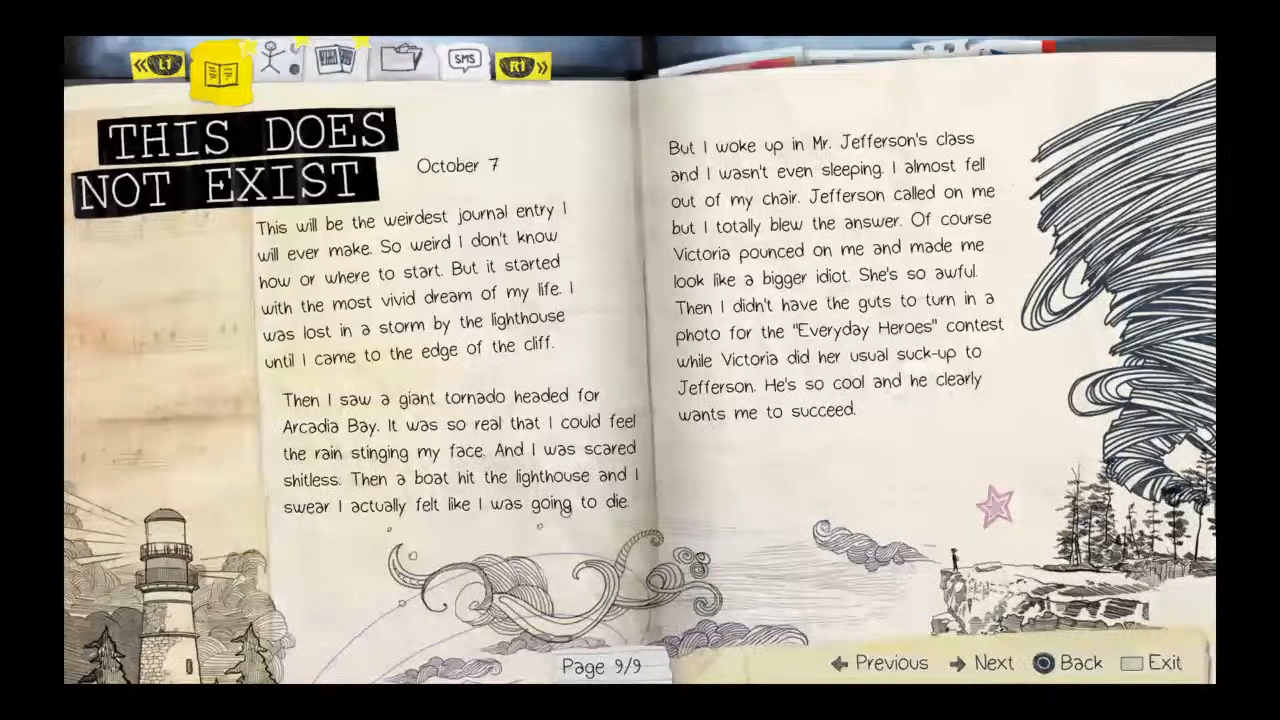 L1
SMS
R1
THIS DOES
NOT EXIST
October 7
This will be the weirdest journal entry I
will ever make. So weird I don't know
how or where to start. But it started
with the most vivid dream of my life. I
was lost in a storm by the lighthouse
until I came to the edge of the cliff.
Then I saw a giant tornado headed for
Arcadia Bay. It was so real that I could feel
the rain stinging my face. And I was scared
shitless. Then a boat hit the lighthouse and I
swear I actually felt like I was going to die.
But I woke up in Mr. Jefferson's class
and I wasn't even sleeping. I almost fell
out of my chair. Jefferson called on me
but I totally blew the answer. Of course
Victoria pounced on me and made me
look like a bigger idiot. She's so awful.
Then I didn't have the guts to turn in a
photo for the "Everyday Heroes" contest
while Victoria did her usual suck-up to
Jefferson. He's so cool and he clearly
wants me to succeed.
Page 9/9
Previous Next Back Exit